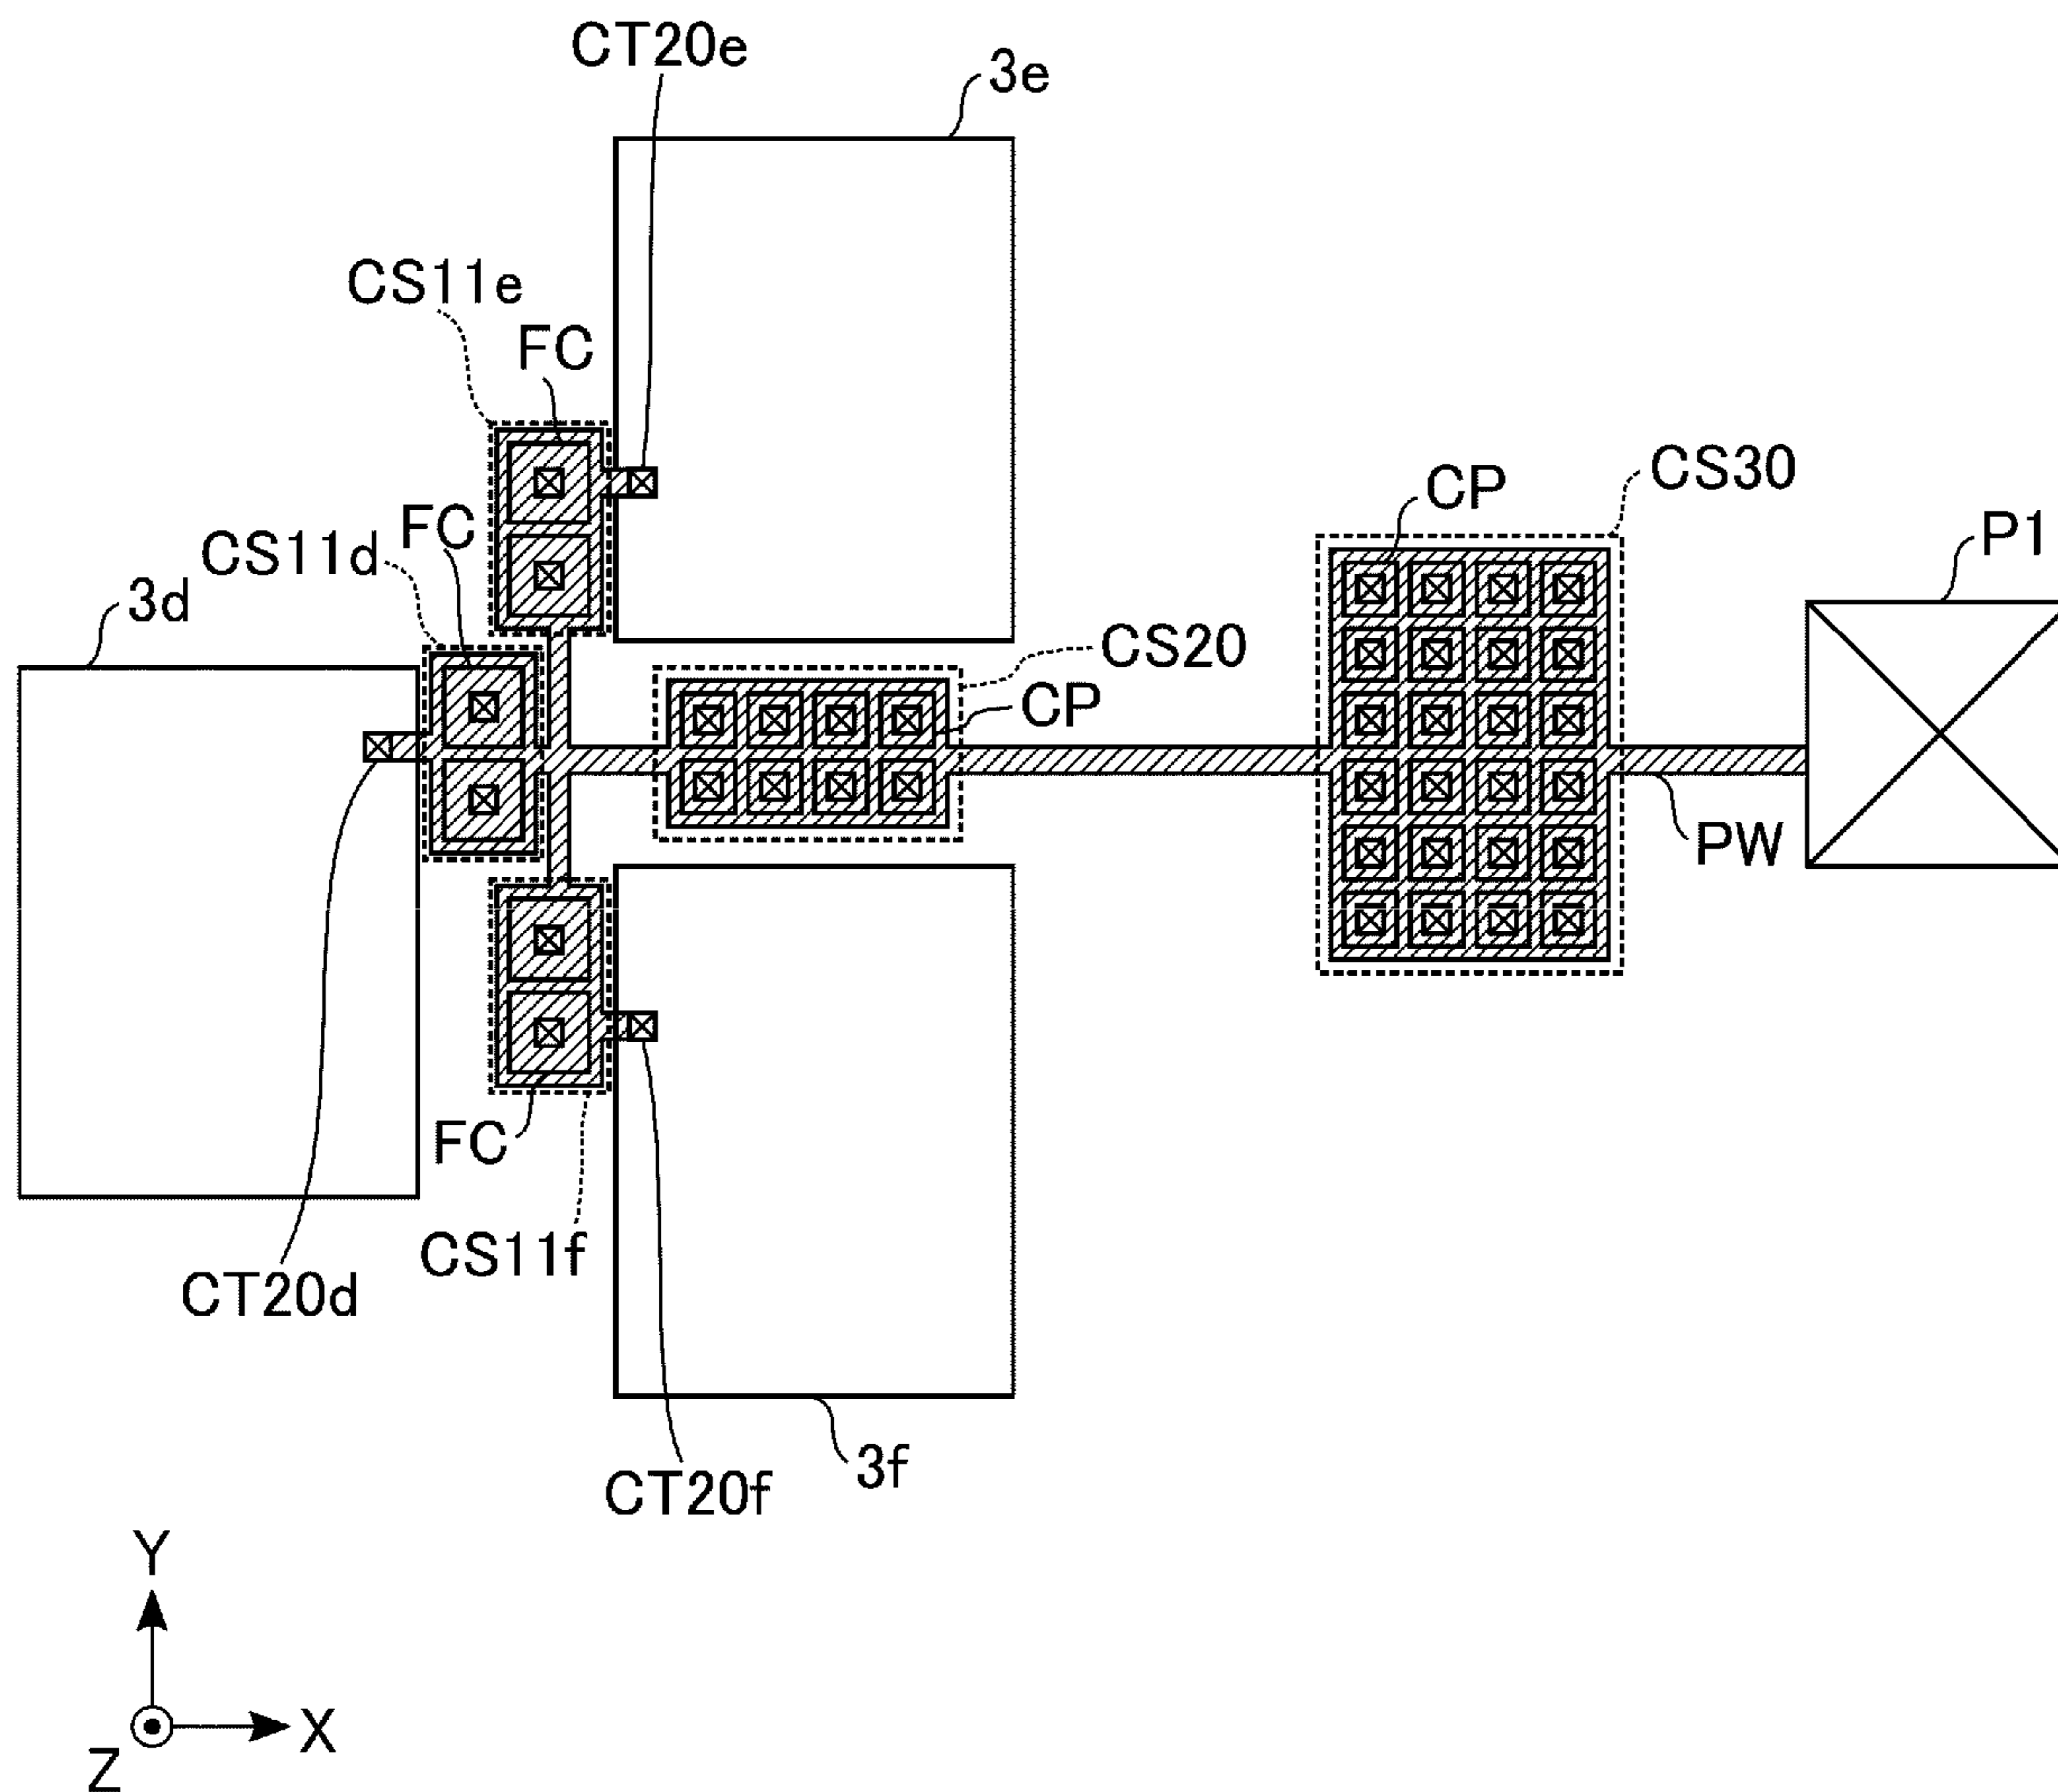 CT20e
3e
CS11e
FC
CS30
CP
FC
CS11d
P1
3d
CS20
CP
PW
FC
CS11f
CT20d
3f
CT20f
Y
X
Z